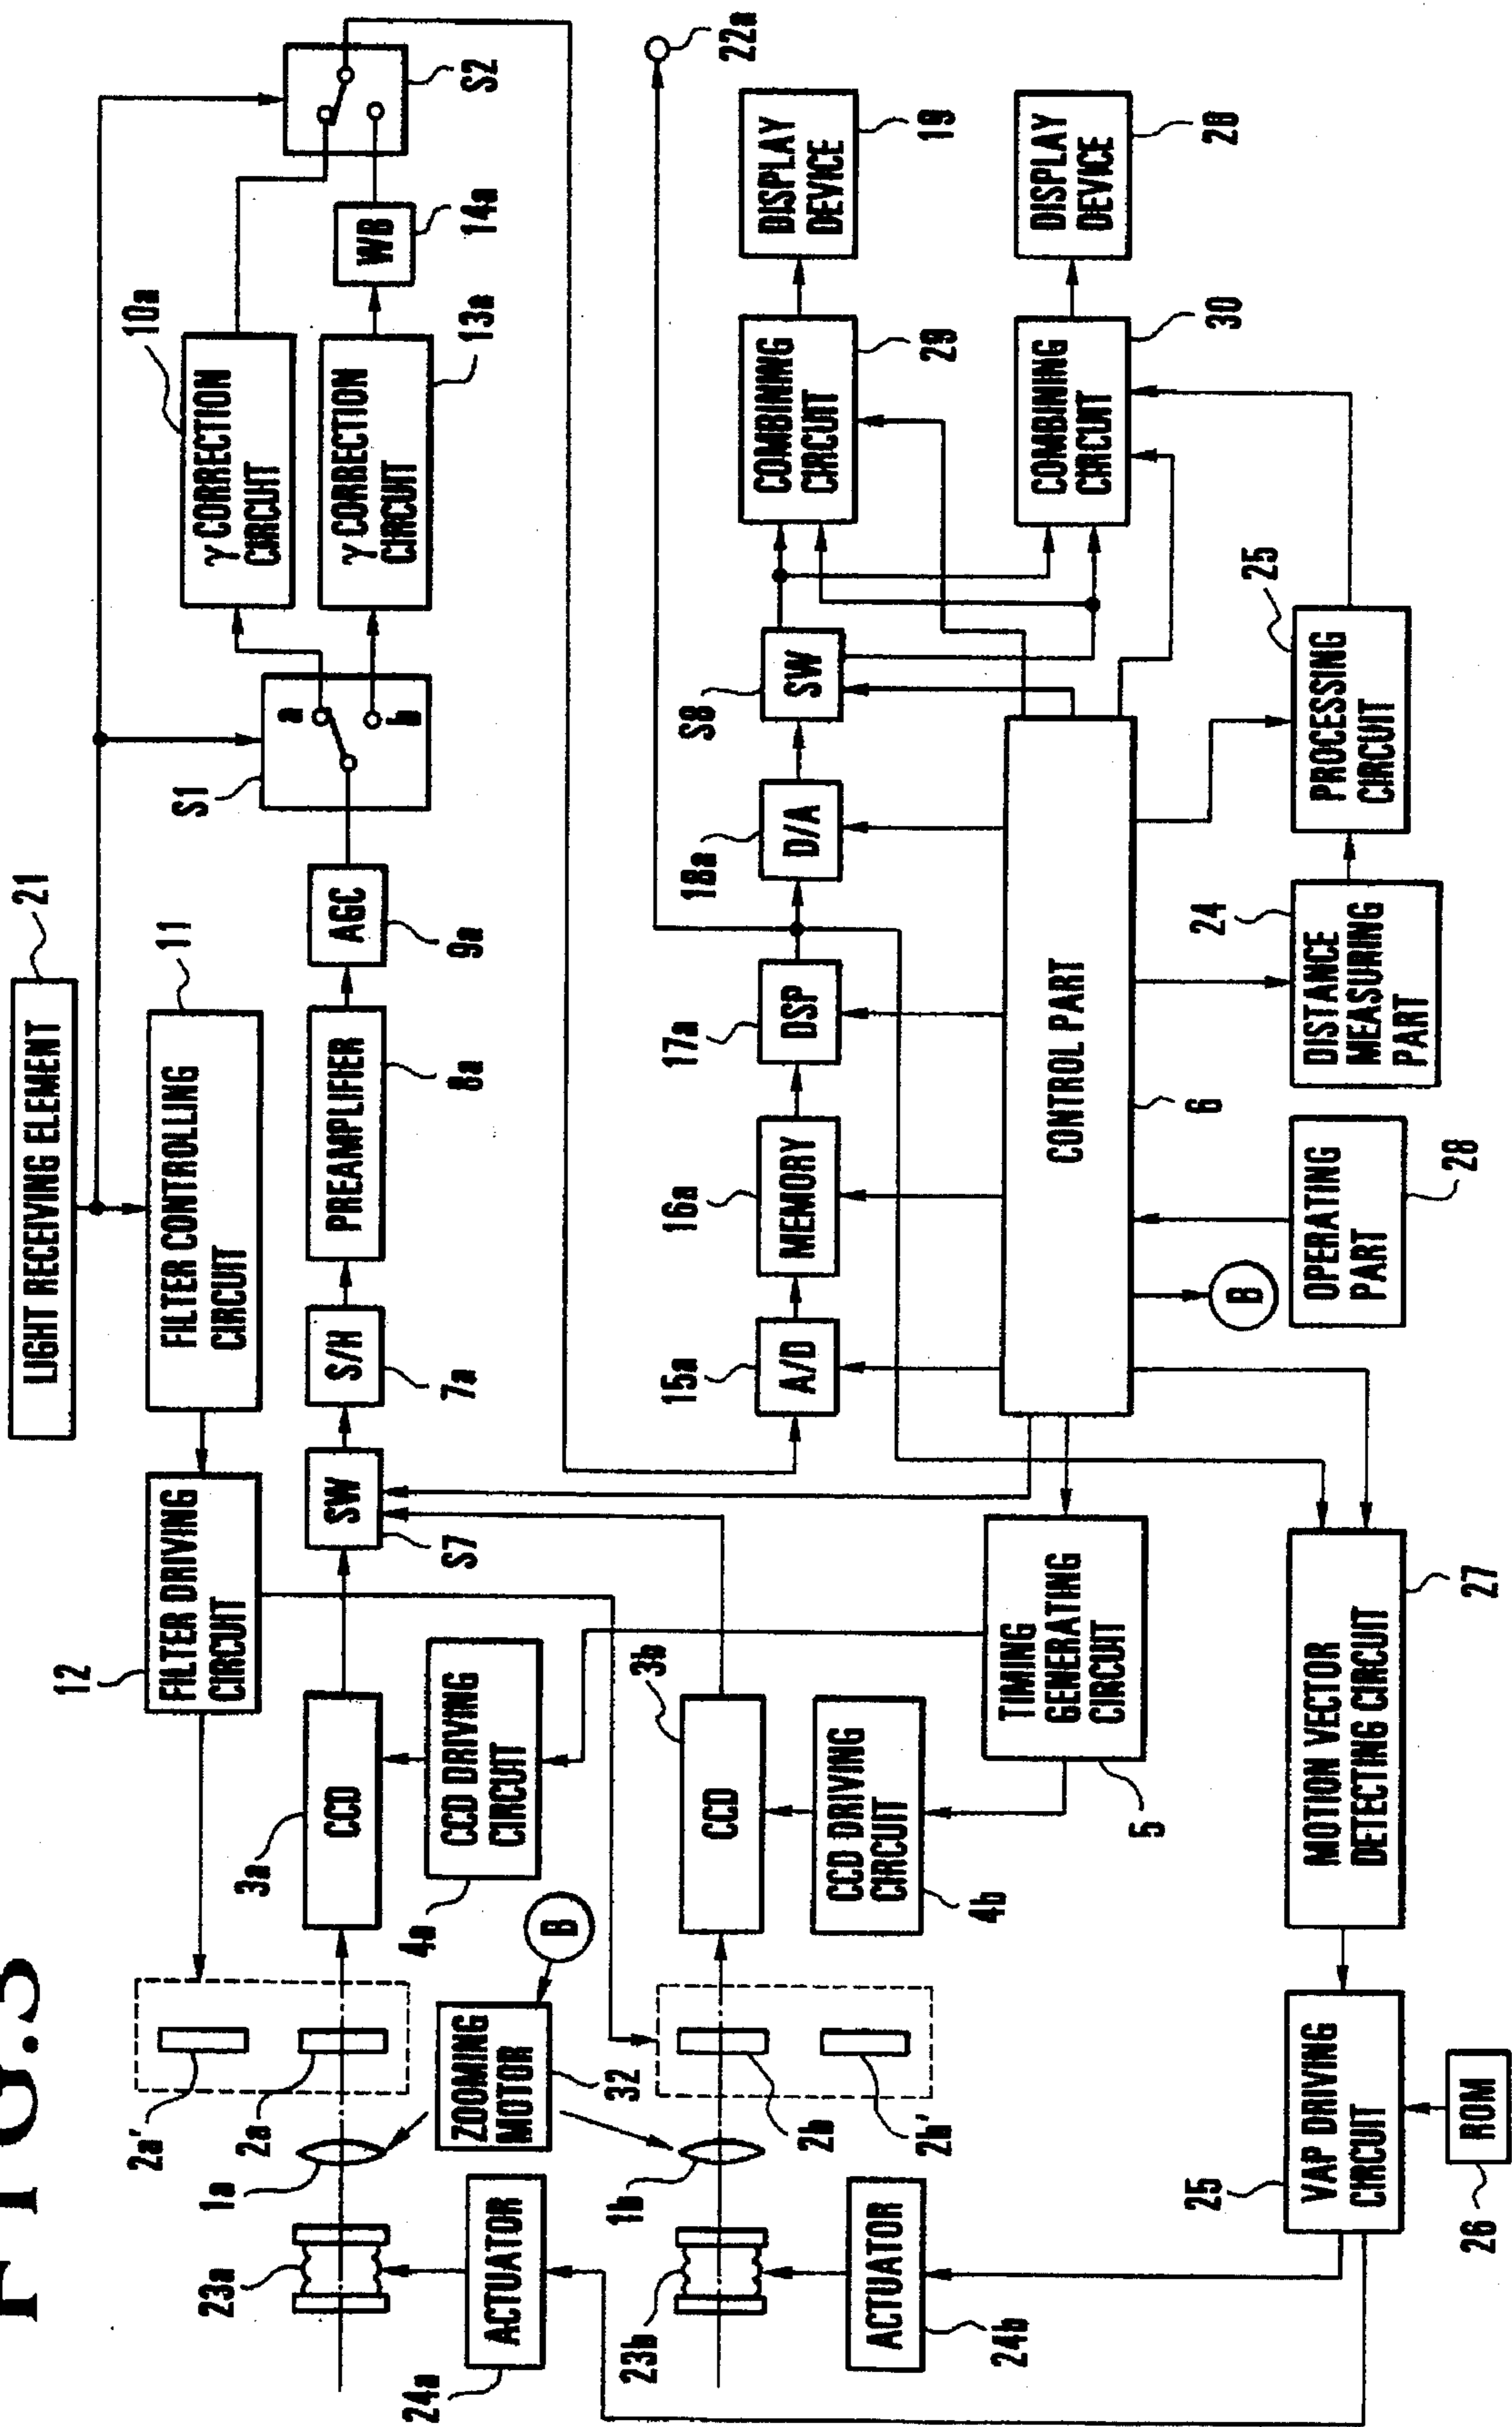 FIG.3
LIGHT RECEIVING ELEMENT
21
12
FILTER DRIVING
CIRCUIT
FILTER CONTROLLING
CIRCUIT
11
S1
a
b
10a
γ CORRECTION
CIRCUIT
γ CORRECTION
CIRCUIT
13a
WB
14a
S2
2a'
2a
1a
23a
3a
CCD
SW
S7
S/H
7a
PREAMPLIFIER
8a
AGC
9a
ACTUATOR
24a
ZOOMING
MOTOR
32
B
4a
CCD DRIVING
CIRCUIT
23b
1b
2b
2b'
3b
CCD
ACTUATOR
24b
CCD DRIVING
CIRCUIT
4b
TIMING
GENERATING
CIRCUIT
5
15a
A/D
16a
MEMORY
17a
DSP
18a
D/A
S8
SW
COMBINING
CIRCUIT
29
DISPLAY
DEVICE
19
22a
CONTROL PART
6
COMBINING
CIRCUIT
30
DISPLAY
DEVICE
20
25
VAP DRIVING
CIRCUIT
26
ROM
MOTION VECTOR
DETECTING CIRCUIT
27
B
OPERATING
PART
28
24
DISTANCE
MEASURING
PART
25
PROCESSING
CIRCUIT